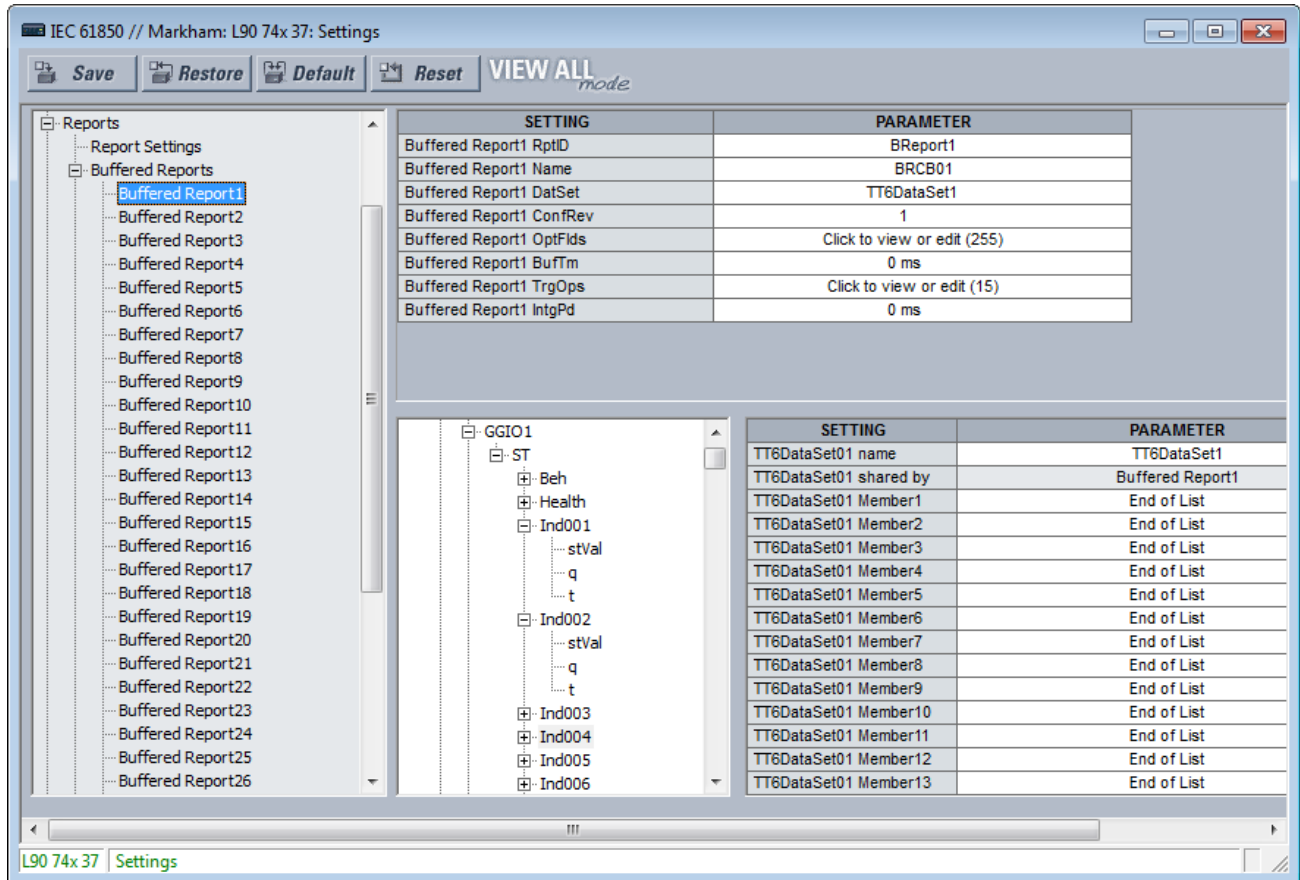 IEC 61850 // Markham: L90 74x 37: Settings
Save Restore Default Reset VIEW ALL mode
Reports
Report Settings
Buffered Reports
Buffered Report1
Buffered Report2
Buffered Report3
Buffered Report4
Buffered Report5
Buffered Report6
Buffered Report7
Buffered Report8
Buffered Report9
Buffered Report10
Buffered Report11
Buffered Report12
Buffered Report13
Buffered Report14
Buffered Report15
Buffered Report16
Buffered Report17
Buffered Report18
Buffered Report19
Buffered Report20
Buffered Report21
Buffered Report22
Buffered Report23
Buffered Report24
Buffered Report25
Buffered Report26
SETTING PARAMETER
Buffered Report1 RptID BReport1
Buffered Report1 Name BRCB01
Buffered Report1 DatSet TT6DataSet1
Buffered Report1 ConfRev 1
Buffered Report1 OptFlds Click to view or edit (255)
Buffered Report1 BufTm 0 ms
Buffered Report1 TrgOps Click to view or edit (15)
Buffered Report1 IntgPd 0 ms
GGIO1
ST
Beh
Health
Ind001
stVal
q
t
Ind002
stVal
q
t
Ind003
Ind004
Ind005
Ind006
SETTING PARAMETER
TT6DataSet01 name TT6DataSet1
TT6DataSet01 shared by Buffered Report1
TT6DataSet01 Member1 End of List
TT6DataSet01 Member2 End of List
TT6DataSet01 Member3 End of List
TT6DataSet01 Member4 End of List
TT6DataSet01 Member5 End of List
TT6DataSet01 Member6 End of List
TT6DataSet01 Member7 End of List
TT6DataSet01 Member8 End of List
TT6DataSet01 Member9 End of List
TT6DataSet01 Member10 End of List
TT6DataSet01 Member11 End of List
TT6DataSet01 Member12 End of List
TT6DataSet01 Member13 End of List
L90 74x 37 Settings